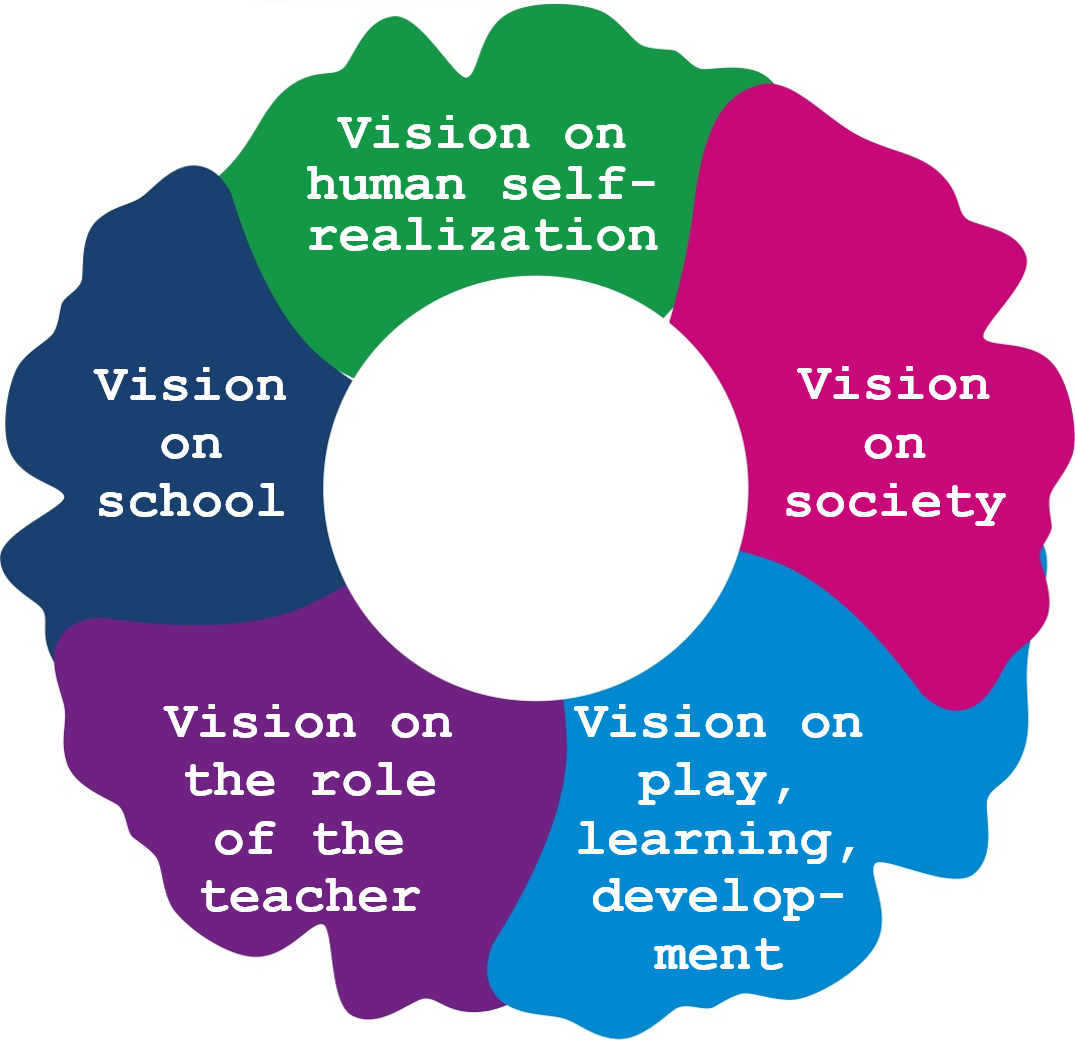 Vision on
human self-
realization
Vision
on
society
Vision on
play,
learning,
develop-
ment
Vision on
the role
of the
teacher
Vision
on
school